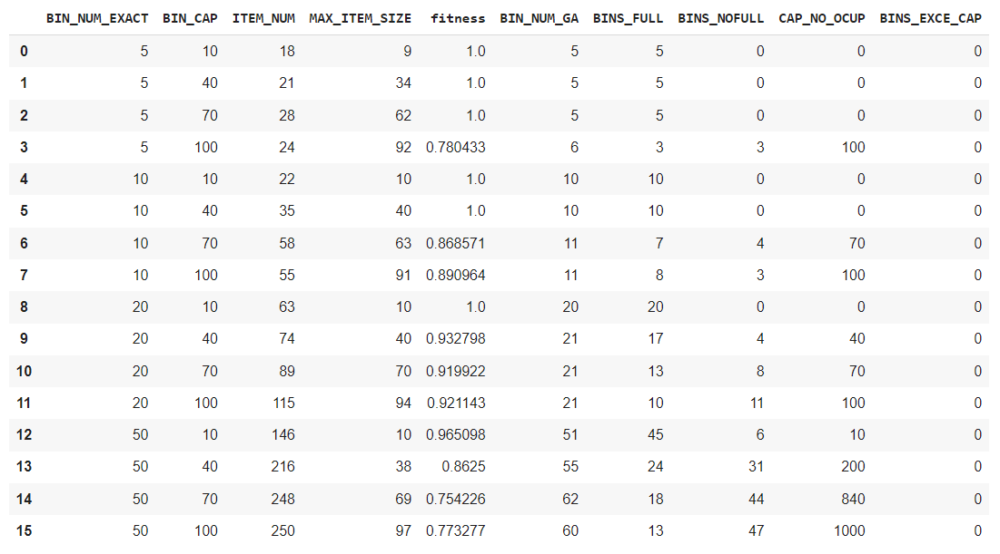 BIN_NUM_EXACT BIN_CAP ITEM_NUM MAX_ITEM_SIZE fitness BIN_NUM_GA BINS_FULL BINS_NOFULL CAP_NO_OCUP BINS_EXCE_CAP
0 5 10 18 9 1.0 5 5 0 0 0
1 5 40 21 34 1.0 5 5 0 0 0
2 5 70 28 62 1.0 5 5 0 0 0
3 5 100 24 92 0.780433 6 3 3 100 0
4 10 10 22 10 1.0 10 10 0 0 0
5 10 40 35 40 1.0 10 10 0 0 0
6 10 70 58 63 0.868571 11 7 4 70 0
7 10 100 55 91 0.890964 11 8 3 100 0
8 20 10 63 10 1.0 20 20 0 0 0
9 20 40 74 40 0.932798 21 17 4 40 0
10 20 70 89 70 0.919922 21 13 8 70 0
11 20 100 115 94 0.921143 21 10 11 100 0
12 50 10 146 10 0.965098 51 45 6 10 0
13 50 40 216 38 0.8625 55 24 31 200 0
14 50 70 248 69 0.754226 62 18 44 840 0
15 50 100 250 97 0.773277 60 13 47 1000 0